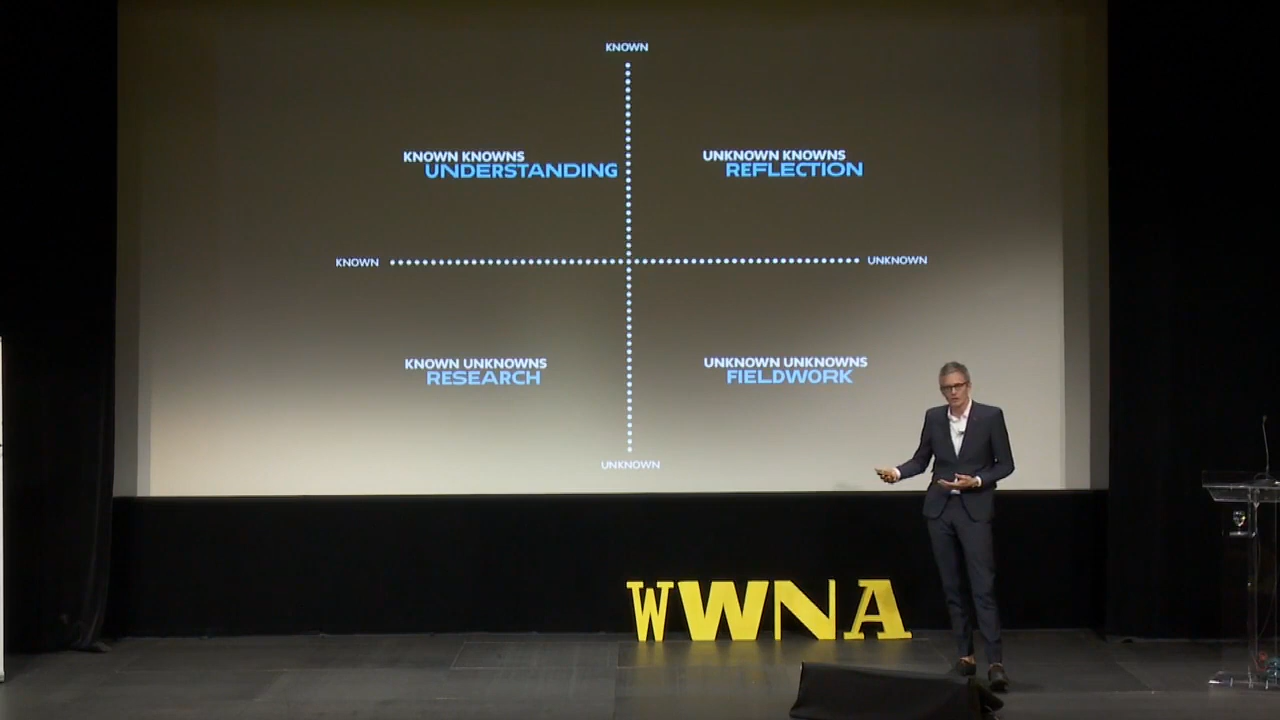 KNOWN
KNOWN KNOWNS
UNDERSTANDING
UNKNOWN KNOWNS
REFLECTION
KNOWN
UNKNOWN
KNOWN UNKNOWNS
RESEARCH
UNKNOWN UNKNOWNS
FIELDWORK
UNKNOWN
WWNA